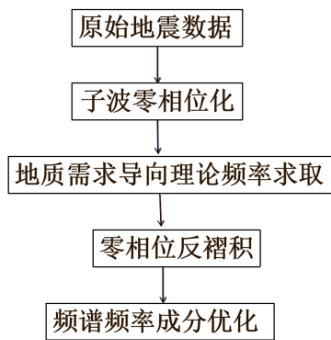 原始地震数据
子波零相位化
地质需求导向理论频率求取
零相位反褶积
频谱频率成分优化